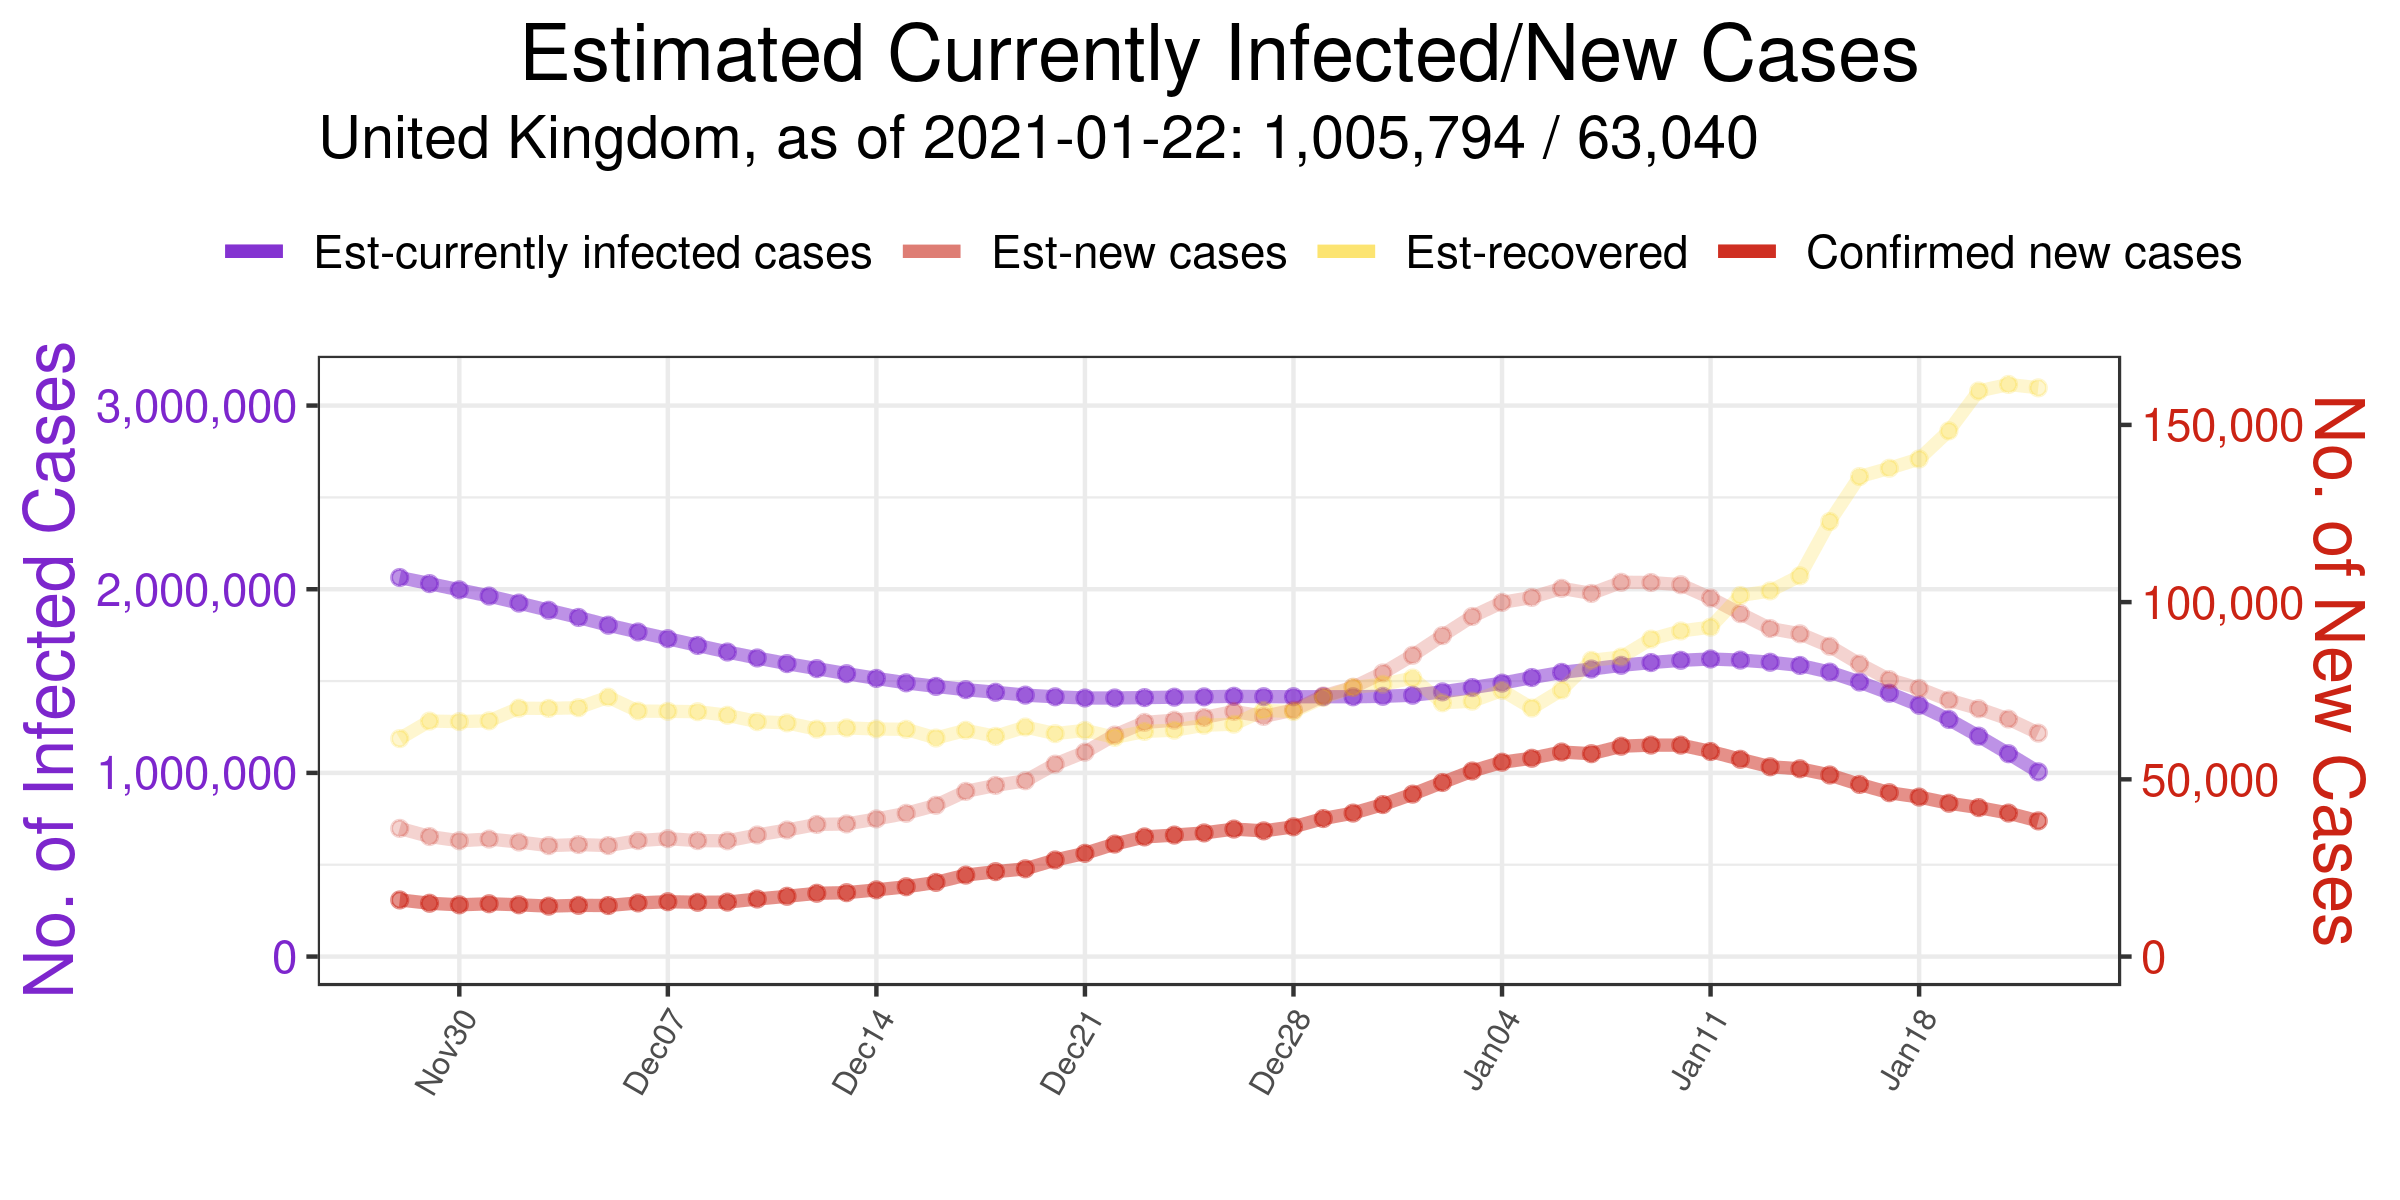 Estimated Currently Infected/New Cases
United Kingdom, as of 2021-01-22: 1,005,794 / 63,040
Est-currently infected cases Est-new cases Est-recovered Confirmed new cases
No. of Infected Cases
3,000,000
2,000,000
1,000,000
0
150,000
100,000
50,000
0
No. of New Cases
Nov30 Dec07 Dec14 Dec21 Dec28 Jan04 Jan11 Jan18